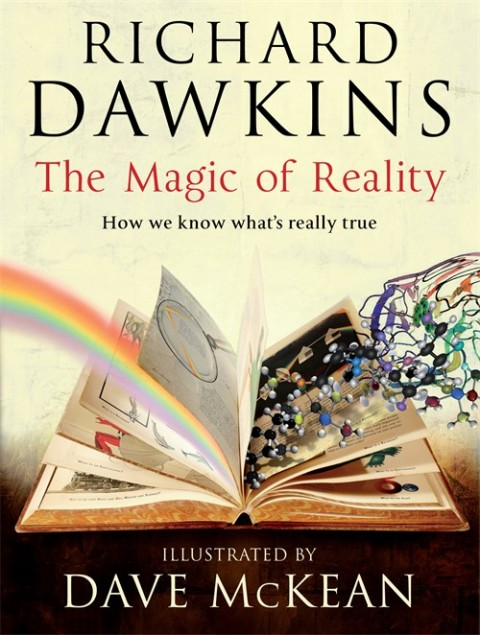 RICHARD
DAWKINS
The Magic of Reality
How we know what's really true
ILLUSTRATED BY
DAVE McKEAN